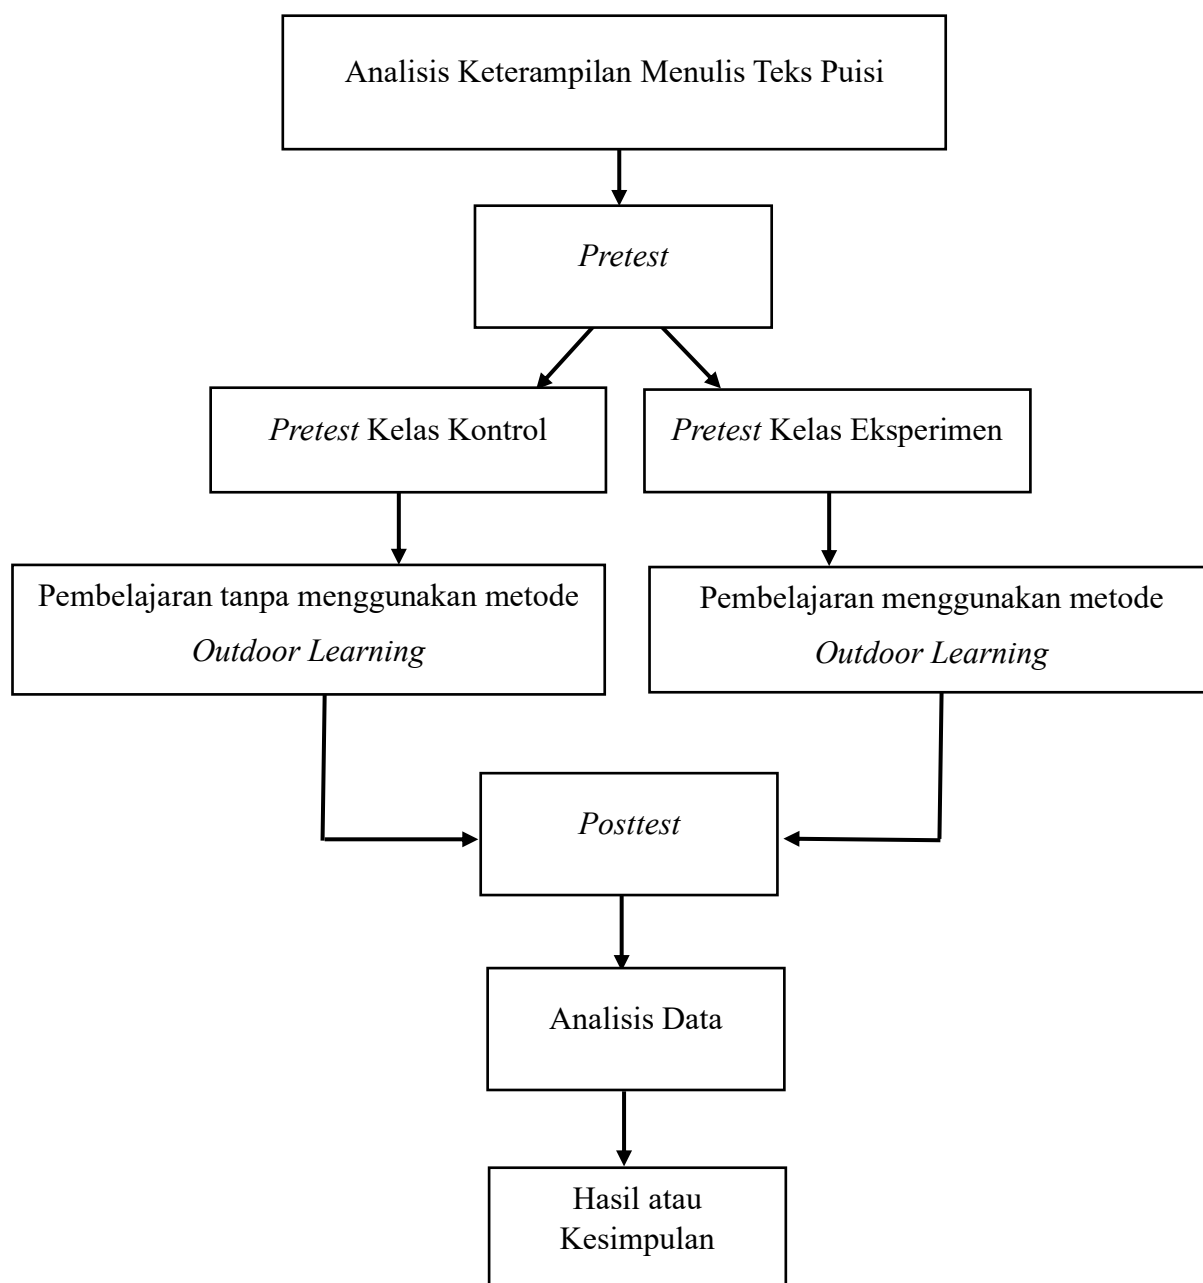 Analisis Keterampilan Menulis Teks Puisi
Pretest
Pretest Kelas Kontrol
Pretest Kelas Eksperimen
Pembelajaran tanpa menggunakan metode
Outdoor Learning
Pembelajaran menggunakan metode
Outdoor Learning
Posttest
Analisis Data
Hasil atau
Kesimpulan